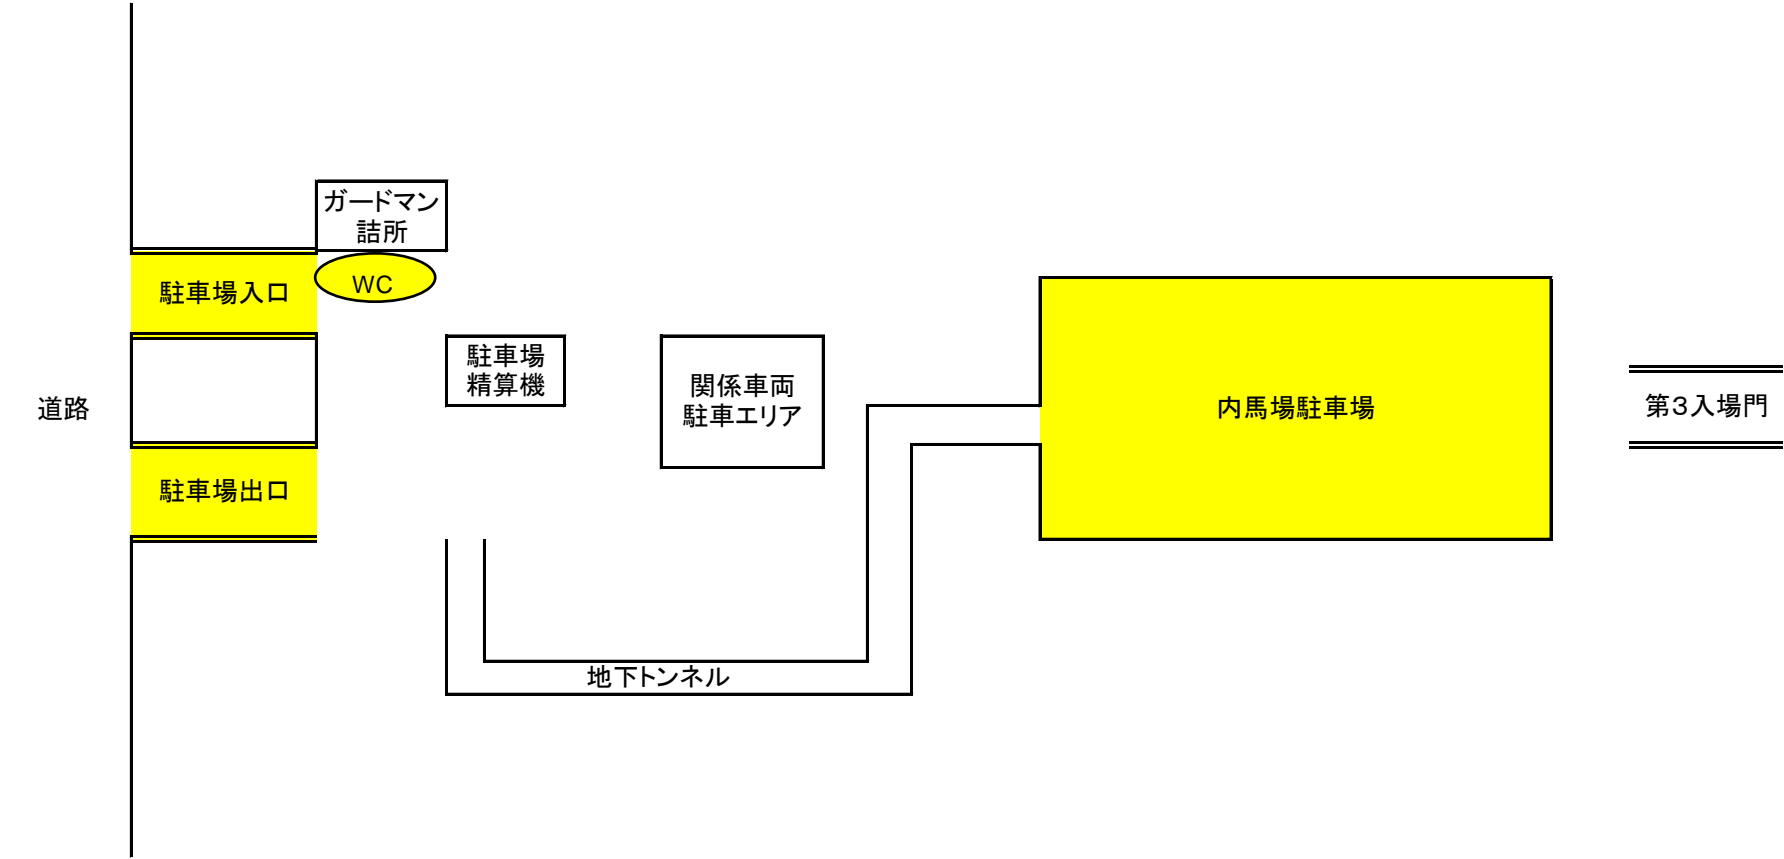 ガードマン
詰所
WC
駐車場入口
駐車場
精算機
関係車両
駐車エリア
道路
内馬場駐車場
第3入場門
駐車場出口
地下トンネル